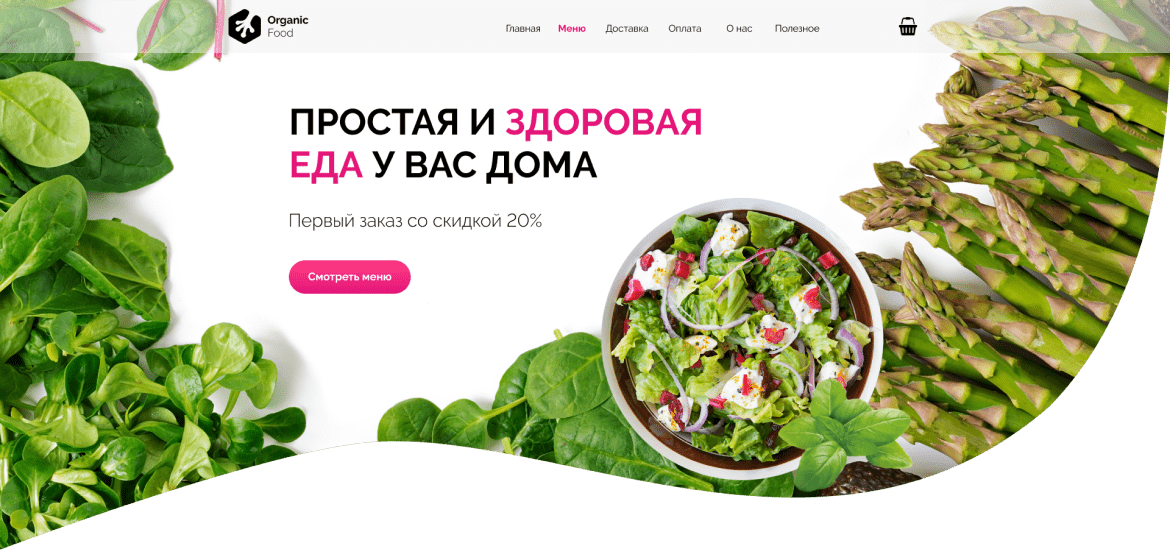 Organic
Food
Главная Меню Доставка Оплата О нас Полезное
ПРОСТАЯ И ЗДОРОВАЯ
ЕДА У ВАС ДОМА
Первый заказ со скидкой 20%
Смотреть меню